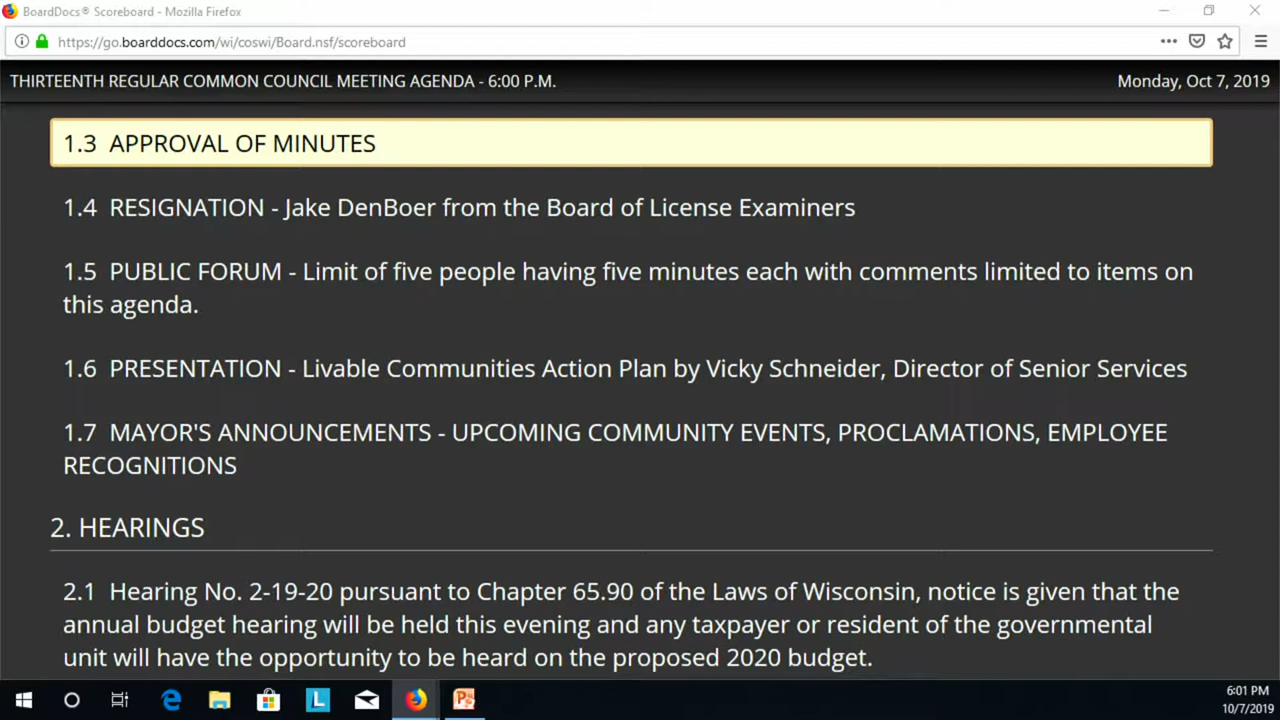 BoardDocs® Scoreboard - Mozilla Firefox
https://go.boarddocs.com/wi/coswi/Board.nsf/scoreboard
THIRTEENTH REGULAR COMMON COUNCIL MEETING AGENDA - 6:00 P.M.
Monday, Oct 7, 2019
1.3 APPROVAL OF MINUTES
1.4 RESIGNATION - Jake DenBoer from the Board of License Examiners
1.5 PUBLIC FORUM - Limit of five people having five minutes each with comments limited to items on
this agenda.
1.6 PRESENTATION - Livable Communities Action Plan by Vicky Schneider, Director of Senior Services
1.7 MAYOR'S ANNOUNCEMENTS - UPCOMING COMMUNITY EVENTS, PROCLAMATIONS, EMPLOYEE
RECOGNITIONS
2. HEARINGS
2.1 Hearing No. 2-19-20 pursuant to Chapter 65.90 of the Laws of Wisconsin, notice is given that the
annual budget hearing will be held this evening and any taxpayer or resident of the governmental
unit will have the opportunity to be heard on the proposed 2020 budget.
L
6:01 PM
10/7/2019